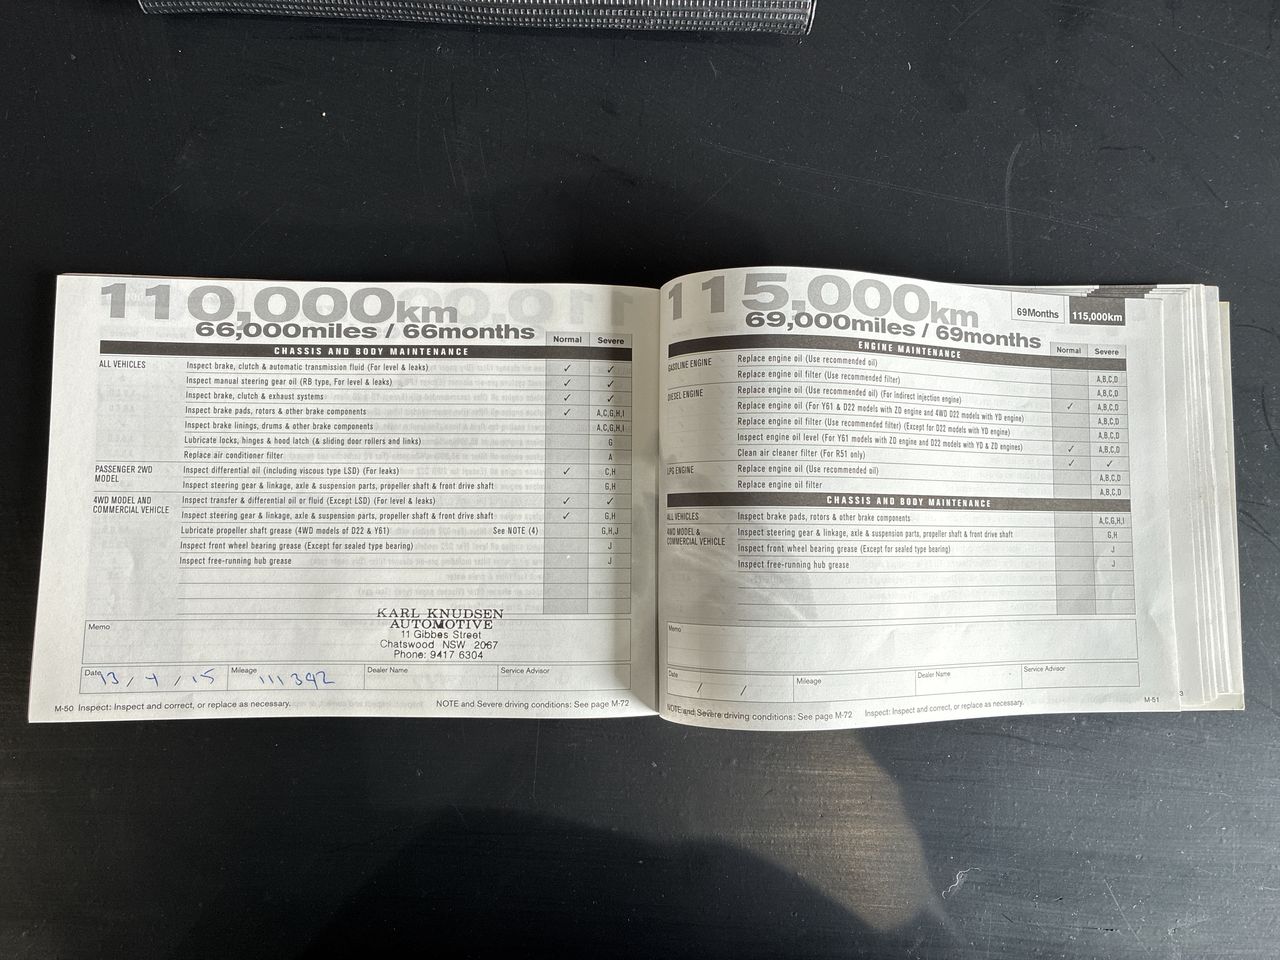 110,000km
66,000miles / 66months
Normal Severe
CHASSIS AND BODY MAINTENANCE
ALL VEHICLES Inspect brake, clutch & automatic transmission fluid (For level & leaks) ✓ ✓
Inspect manual steering gear oil (RB type, For level & leaks) ✓ ✓
Inspect brake, clutch & exhaust systems ✓ ✓
Inspect brake pads, rotors & other brake components ✓ A,C,G,H,I
Inspect brake linings, drums & other brake components A,C,G,H,I
Lubricate locks, hinges & hood latch (& sliding door rollers and links) G
Replace air conditioner filter A
PASSENGER 2WD MODEL Inspect differential oil (including viscous type LSD) (For leaks) ✓ C,H
Inspect steering gear & linkage, axle & suspension parts, propeller shaft & front drive shaft G,H
4WD MODEL AND COMMERCIAL VEHICLE Inspect transfer & differential oil or fluid (Except LSD) (For level & leaks) ✓ ✓
Inspect steering gear & linkage, axle & suspension parts, propeller shaft & front drive shaft ✓ G,H
Lubricate propeller shaft grease (4WD models of D22 & Y61) See NOTE (4) G,H,J
Inspect front wheel bearing grease (Except for sealed type bearing) J
Inspect free-running hub grease J
KARL KNUDSEN
AUTOMOTIVE
11 Gibbes Street
Chatswood NSW 2067
Phone: 9417 6304
Memo
Date 13 / 4 / 15 Mileage 111392 Dealer Name Service Advisor
M-50 Inspect: Inspect and correct, or replace as necessary. NOTE and Severe driving conditions: See page M-72
115,000km
69,000miles / 69months
69Months 115,000km
Normal Severe
ENGINE MAINTENANCE
GASOLINE ENGINE Replace engine oil (Use recommended oil) A,B,C,D
Replace engine oil filter (Use recommended filter) A,B,C,D
DIESEL ENGINE Replace engine oil (Use recommended oil) (For indirect injection engine) ✓ A,B,C,D
Replace engine oil (For Y61 & D22 models with ZD engine and 4WD D22 models with YD engine) A,B,C,D
Replace engine oil filter (Use recommended filter) (Except for D22 models with YD engine) ✓ A,B,C,D
Inspect engine oil level (For Y61 models with ZD engine and D22 models with YD & ZD engines) ✓ ✓
Clean air cleaner filter (For R51 only)
LPG ENGINE Replace engine oil (Use recommended oil) A,B,C,D
Replace engine oil filter A,B,C,D
CHASSIS AND BODY MAINTENANCE
ALL VEHICLES Inspect brake pads, rotors & other brake components A,C,G,H,I
4WD MODEL & COMMERCIAL VEHICLE Inspect steering gear & linkage, axle & suspension parts, propeller shaft & front drive shaft G,H
Inspect front wheel bearing grease (Except for sealed type bearing) J
Inspect free-running hub grease J
Memo
Date / / Mileage Dealer Name Service Advisor
NOTE and Severe driving conditions: See page M-72 Inspect: Inspect and correct, or replace as necessary. M-51
3